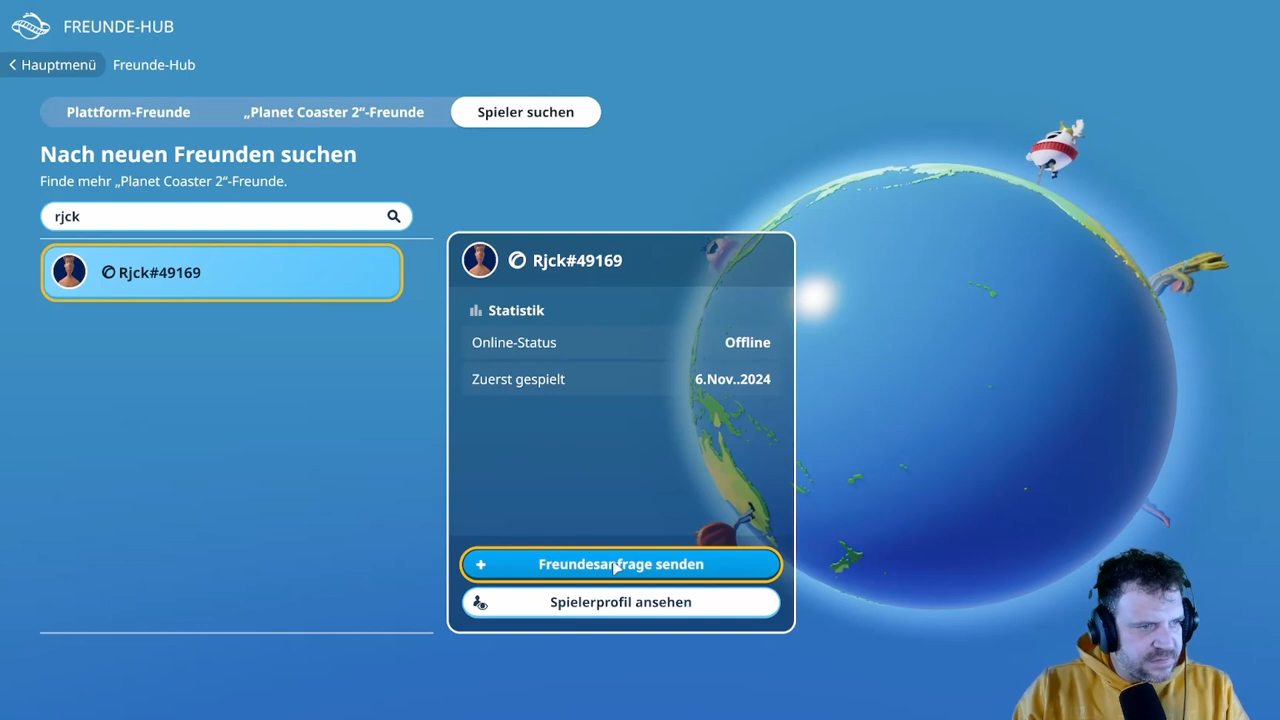 FREUNDE-HUB
Hauptmenü
Freunde-Hub
Plattform-Freunde
„Planet Coaster 2“-Freunde
Spieler suchen
Nach neuen Freunden suchen
Finde mehr „Planet Coaster 2“-Freunde.
rjck
Rjck#49169
Rjck#49169
Statistik
Online-Status Offline
Zuerst gespielt 6.Nov..2024
Freundesanfrage senden
Spielerprofil ansehen